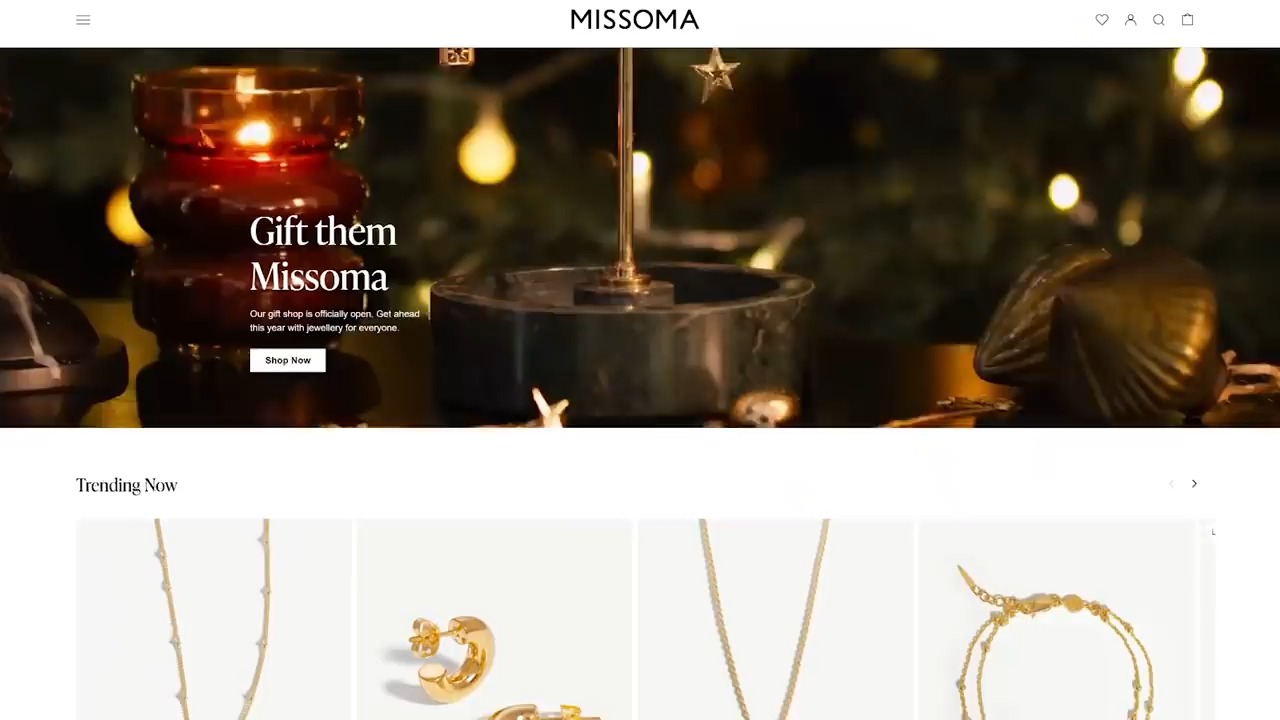 MISSOMA
Gift them
Missoma
Our gift shop is officially open. Get ahead
this year with jewellery for everyone.
Shop Now
Trending Now